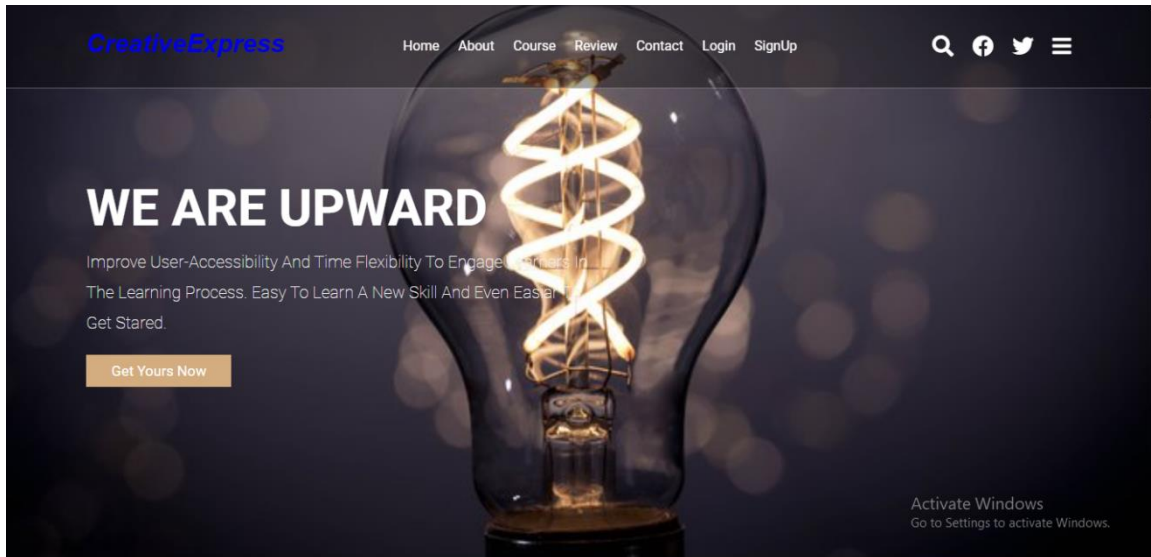 CreativeExpress
Home About Course Review Contact Login SignUp
WE ARE UPWARD
Improve User-Accessibility And Time Flexibility To Engage Learners In
The Learning Process. Easy To Learn A New Skill And Even Easier To
Get Stared.
Get Yours Now
Activate Windows
Go to Settings to activate Windows.